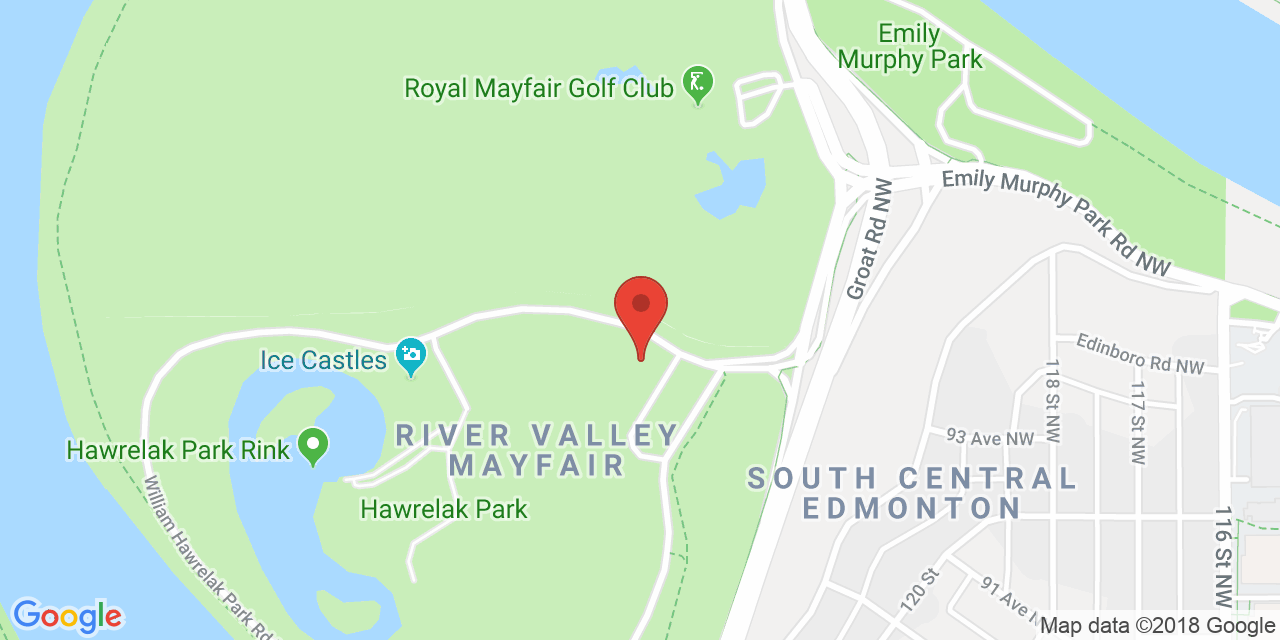 Emily
Murphy Park
Royal Mayfair Golf Club
Emily Murphy Park Rd NW
Groat Rd NW
Ice Castles
Edinboro Rd NW
118 St NW
117 St NW
RIVER VALLEY
MAYFAIR
93 Ave NW
Hawrelak Park Rink
SOUTH CENTRAL
EDMONTON
Hawrelak Park
William Hawrelak Park Rd
116 St NW
120 St
91 Ave N
Google
Map data ©2018 Google